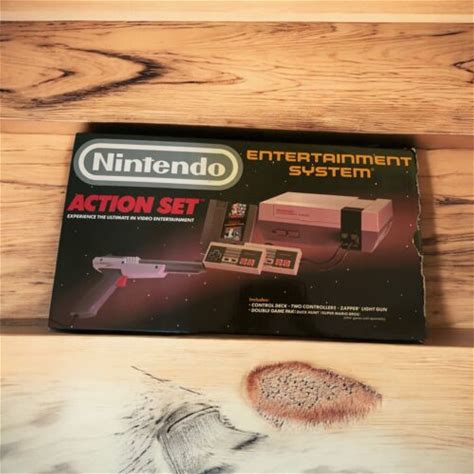 Nintendo
ENTERTAINMENT
SYSTEM
ACTION SET™
EXPERIENCE THE ULTIMATE IN VIDEO ENTERTAINMENT
Includes:
• CONTROL DECK • TWO CONTROLLERS • ZAPPER LIGHT GUN
• DOUBLE GAME PAK: DUCK HUNT / SUPER MARIO BROS.